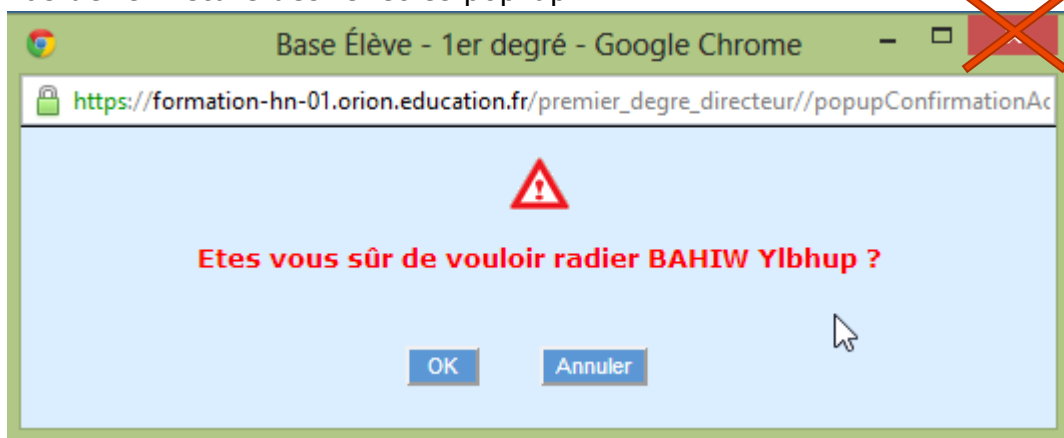 Base Élève - 1er degré - Google Chrome
https://formation-hn-01.orion.education.fr/premier_degre_directeur//popupConfirmationAc
Etes vous sûr de vouloir radier BAHIW Ylbhup ?
OK
Annuler